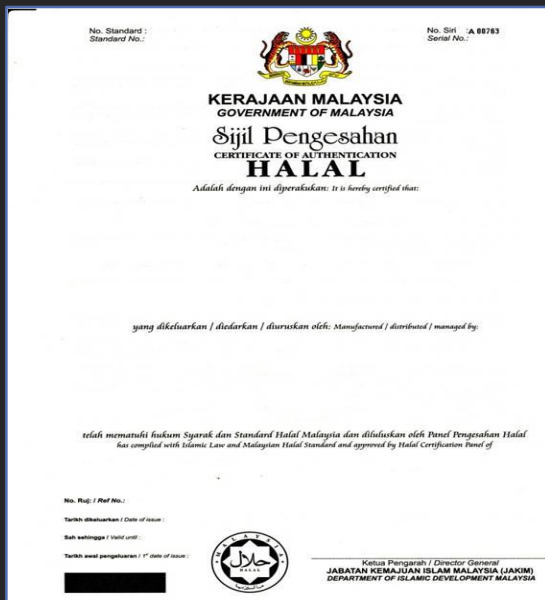 No. Standard :
Standard No.:
No. Siri :A 00763
Serial No.:
KERAJAAN MALAYSIA
GOVERNMENT OF MALAYSIA
Sijil Pengesahan
CERTIFICATE OF AUTHENTICATION
HALAL
Adalah dengan ini diperakukan: It is hereby certified that:
yang dikeluarkan / diedarkan / diuruskan oleh: Manufactured / distributed / managed by:
telah mematuhi hukum Syarak dan Standard Halal Malaysia dan diluluskan oleh Panel Pengesahan Halal
has complied with Islamic Law and Malaysian Halal Standard and approved by Halal Certification Panel of
No. Ruj: / Ref No.:
Tarikh dikeluarkan / Date of issue :
Sah sehingga / Valid until :
Tarikh awal pengeluaran / 1st date of issue :
MALAYSIA
حلال
HALAL
Ketua Pengarah / Director General
JABATAN KEMAJUAN ISLAM MALAYSIA (JAKIM)
DEPARTMENT OF ISLAMIC DEVELOPMENT MALAYSIA